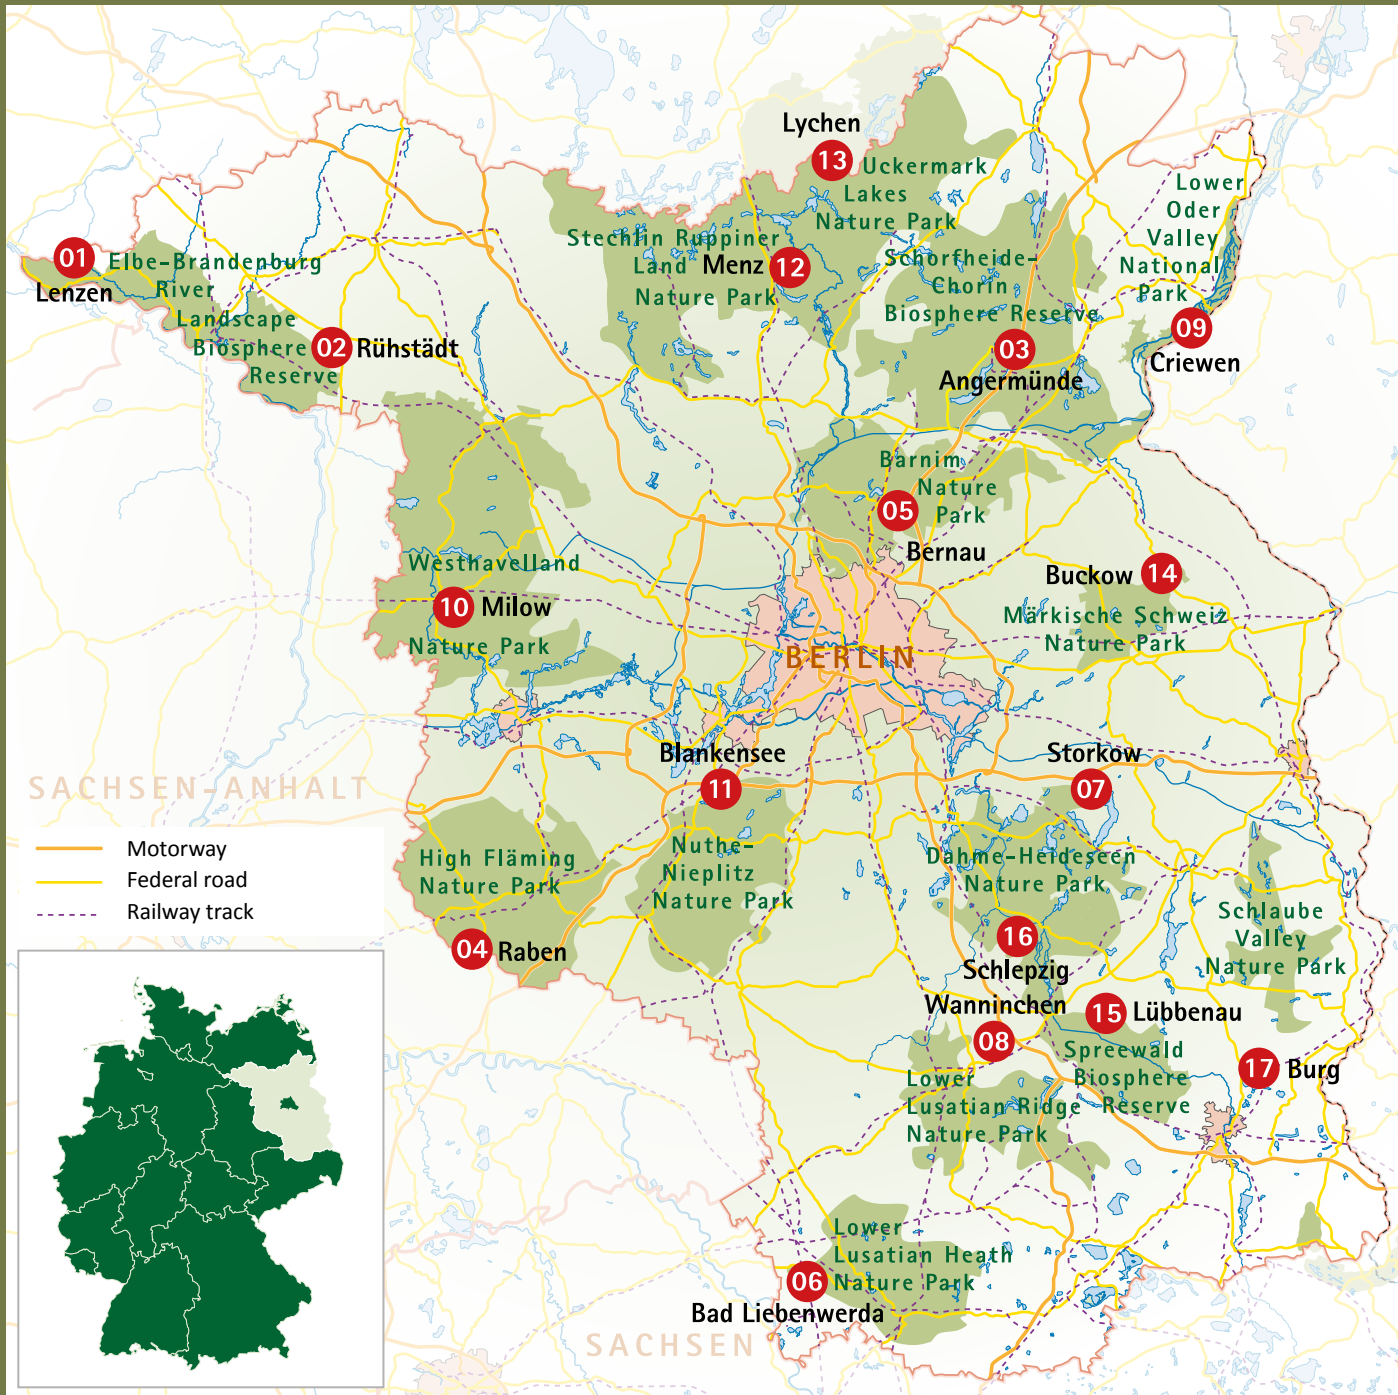 Lychen
13
Uckermark
Lakes
Nature Park
Lower
Oder
Valley
National
Park
09
Criewen
01
Lenzen
Elbe-Brandenburg
River
Landscape
Biosphere
Reserve
02 Rühstädt
Stechlin Ruppiner
Land
Nature Park
Menz 12
Schorfheide-
Chorin
Biosphere Reserve
03
Angermünde
Barnim
Nature
Park
05
Bernau
Westhavelland
10 Milow
Nature Park
Buckow 14
Märkische Schweiz
Nature Park
BERLIN
SACHSEN-ANHALT
Blankensee
11
Storkow
07
Motorway
Federal road
Railway track
High Fläming
Nature Park
04 Raben
Nuthe-
Nieplitz
Nature Park
Dahme-Heideseen
Nature Park
16
Schlepzig
Schlaube
Valley
Nature Park
Wanninchen
08
15 Lübbenau
Spreewald
Biosphere
Reserve
17 Burg
Lower
Lusatian Ridge
Nature Park
Lower
Lusatian Heath
Nature Park
06
Bad Liebenwerda
SACHSEN